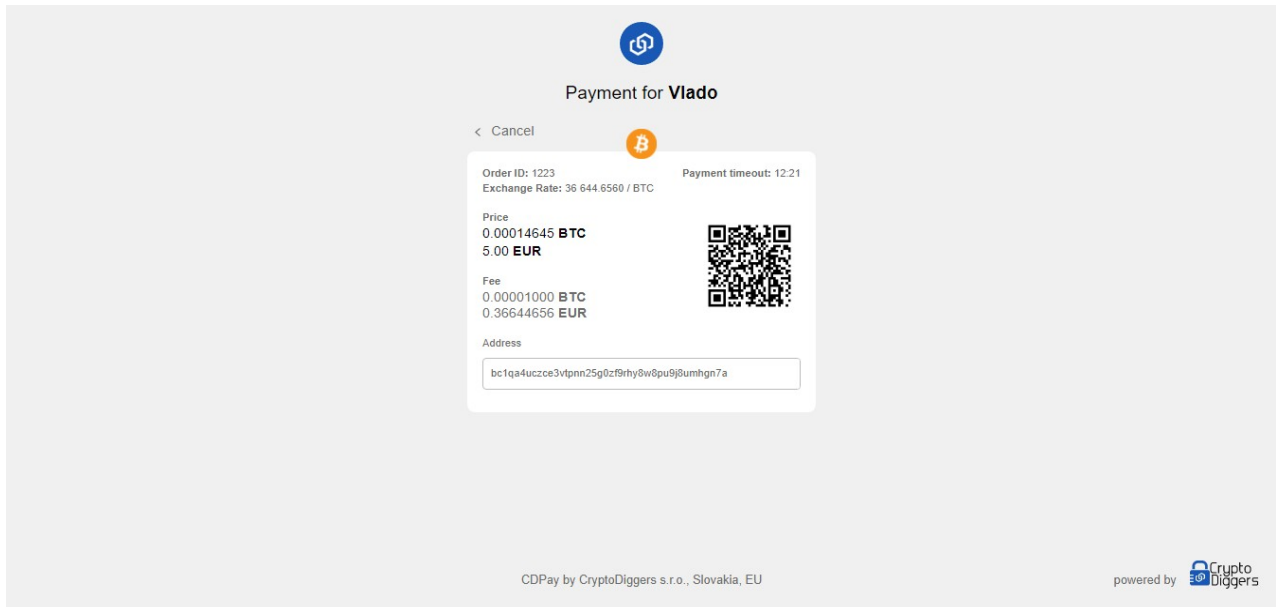 Payment for Vlado
< Cancel
Order ID: 1223
Payment timeout: 12:21
Exchange Rate: 36 644.6560 / BTC
Price
0.00014645 BTC
5.00 EUR
Fee
0.00001000 BTC
0.36644656 EUR
Address
bc1qa4uczce3vtpnn25g0zf9rhy8w8pu9j8umhgn7a
CDPay by CryptoDiggers s.r.o., Slovakia, EU
powered by
Crypto
Diggers